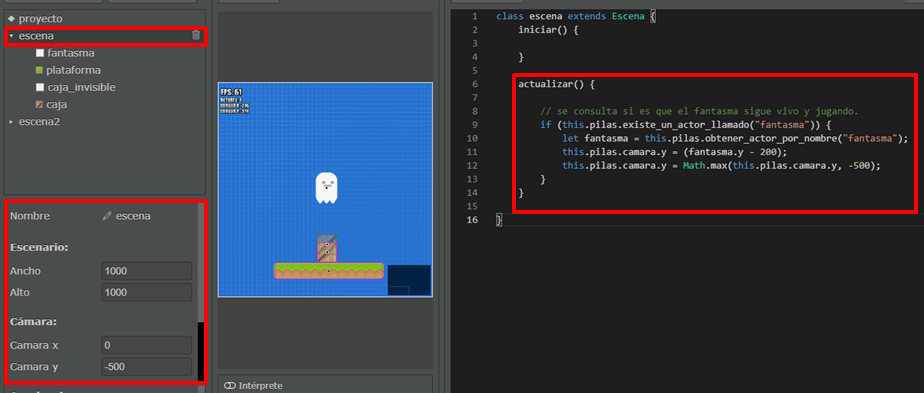 proyecto
escena
fantasma
plataforma
caja_invisible
caja
escena2
Nombre escena
Escenario:
Ancho 1000
Alto 1000
Cámara:
Camara x 0
Camara y -500
FPS: 61
Intérprete
1 class escena extends Escena {
2 iniciar() {
3
4 }
5
6 actualizar() {
7
8 // se consulta si es que el fantasma sigue vivo y jugando.
9 if (this.pilas.existe_un_actor_llamado("fantasma")) {
10 let fantasma = this.pilas.obtener_actor_por_nombre("fantasma");
11 this.pilas.camara.y = (fantasma.y - 200);
12 this.pilas.camara.y = Math.max(this.pilas.camara.y, -500);
13 }
14 }
15
16 }